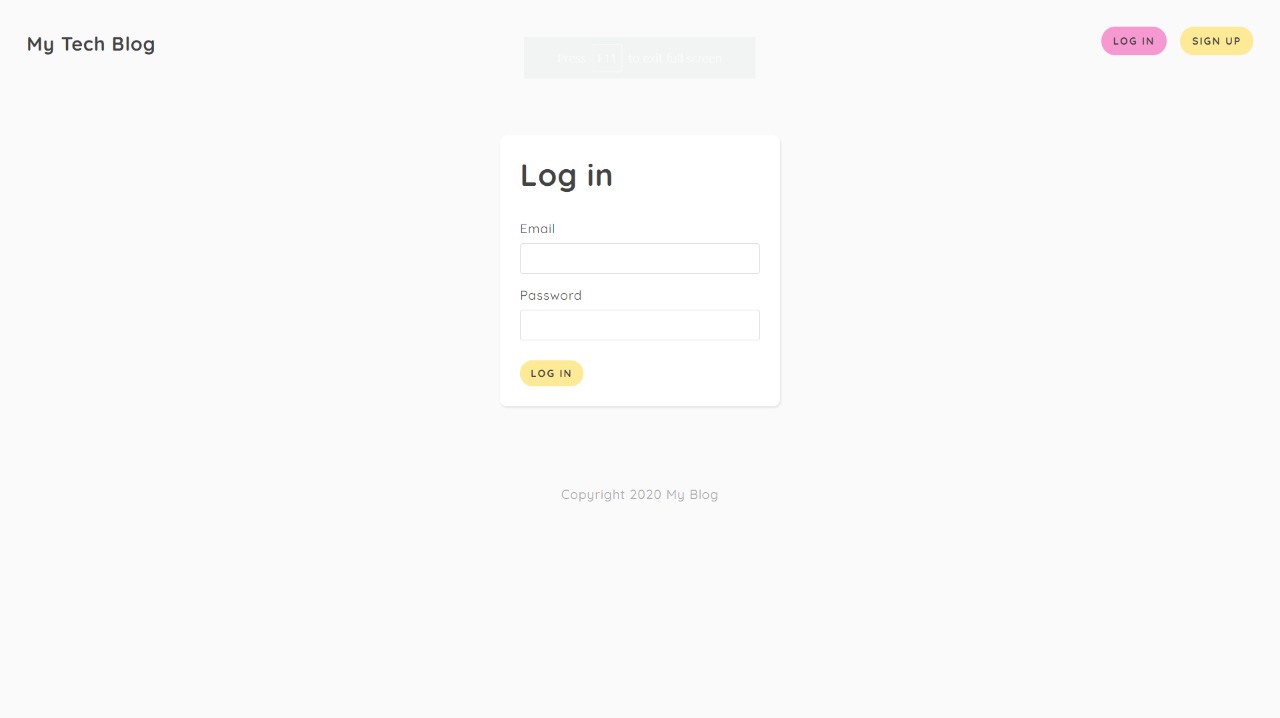 My Tech Blog
LOG IN
SIGN UP
Press F11 to exit full screen
Log in
Email
Password
LOG IN
Copyright 2020 My Blog